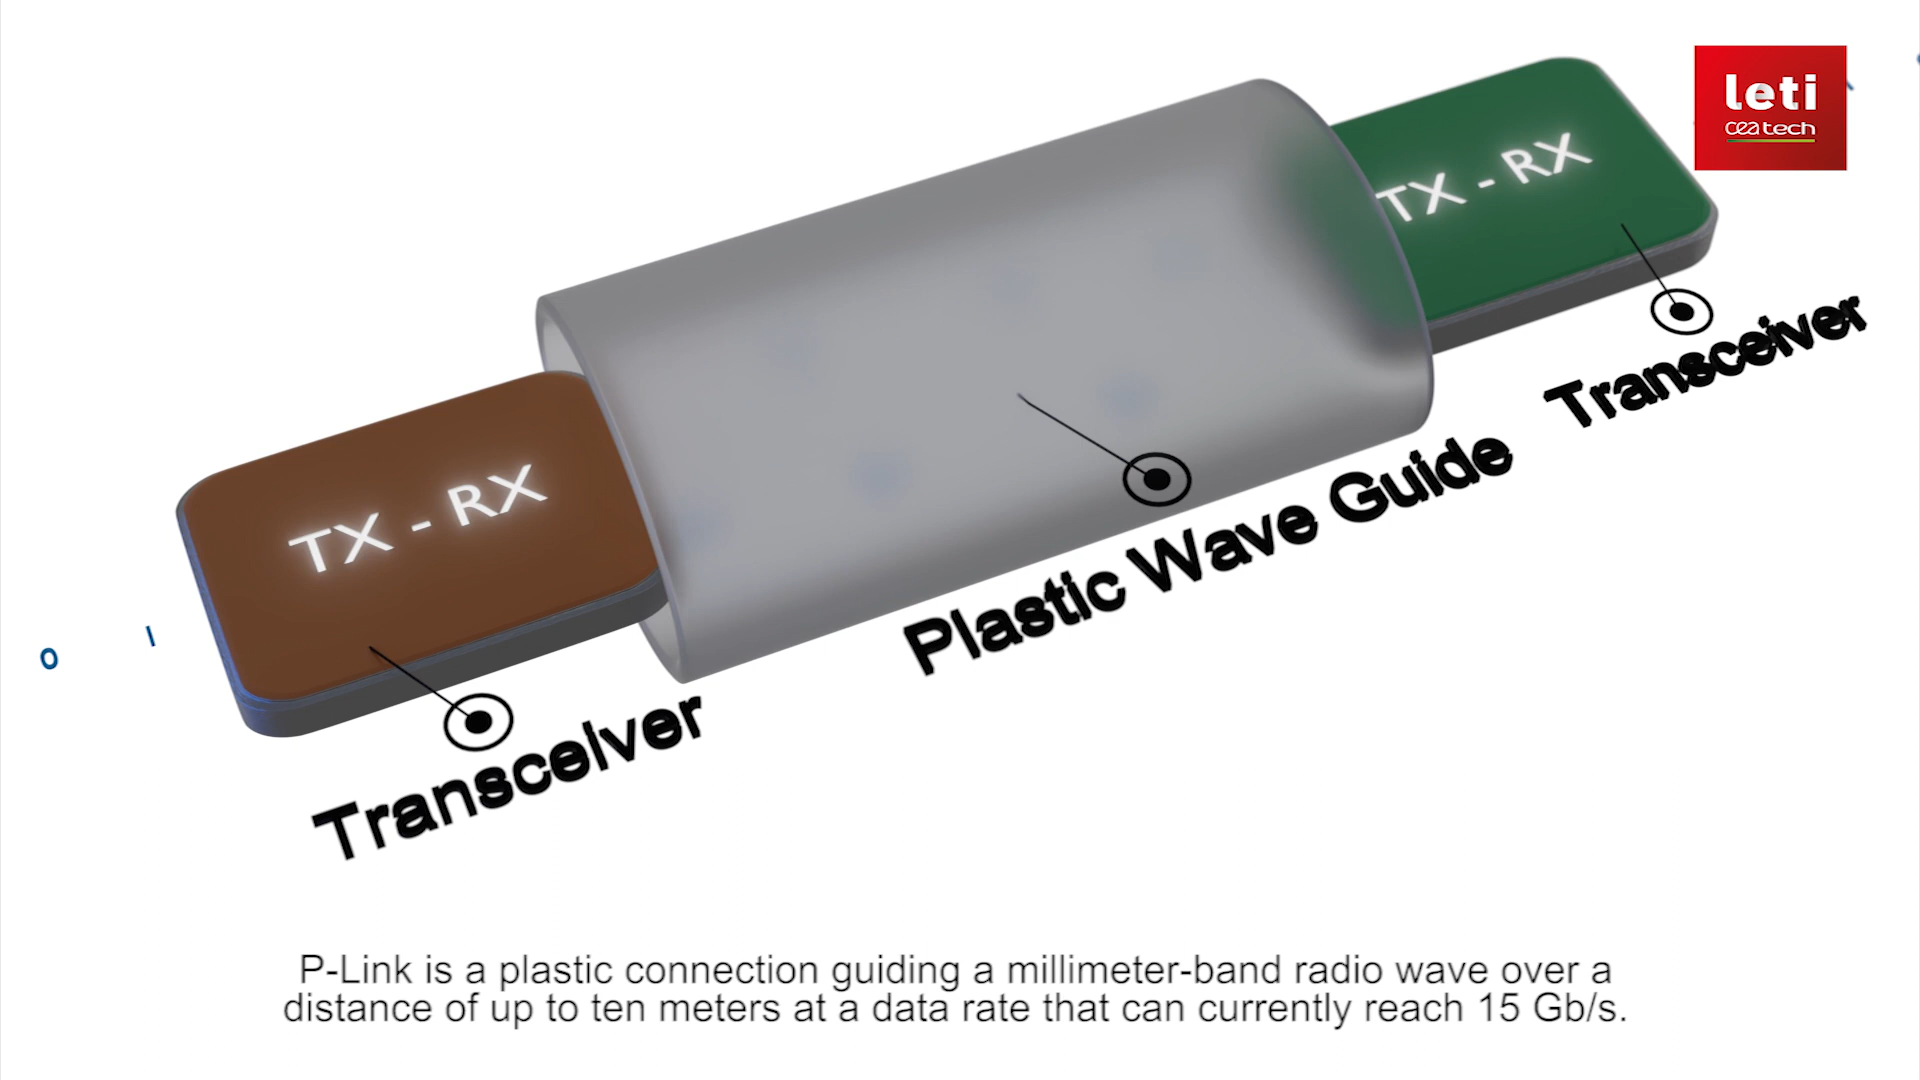 leti
cea tech
TX - RX
Transceiver
Plastic Wave Guide
TX - RX
Transceiver
O I
P-Link is a plastic connection guiding a millimeter-band radio wave over a
distance of up to ten meters at a data rate that can currently reach 15 Gb/s.